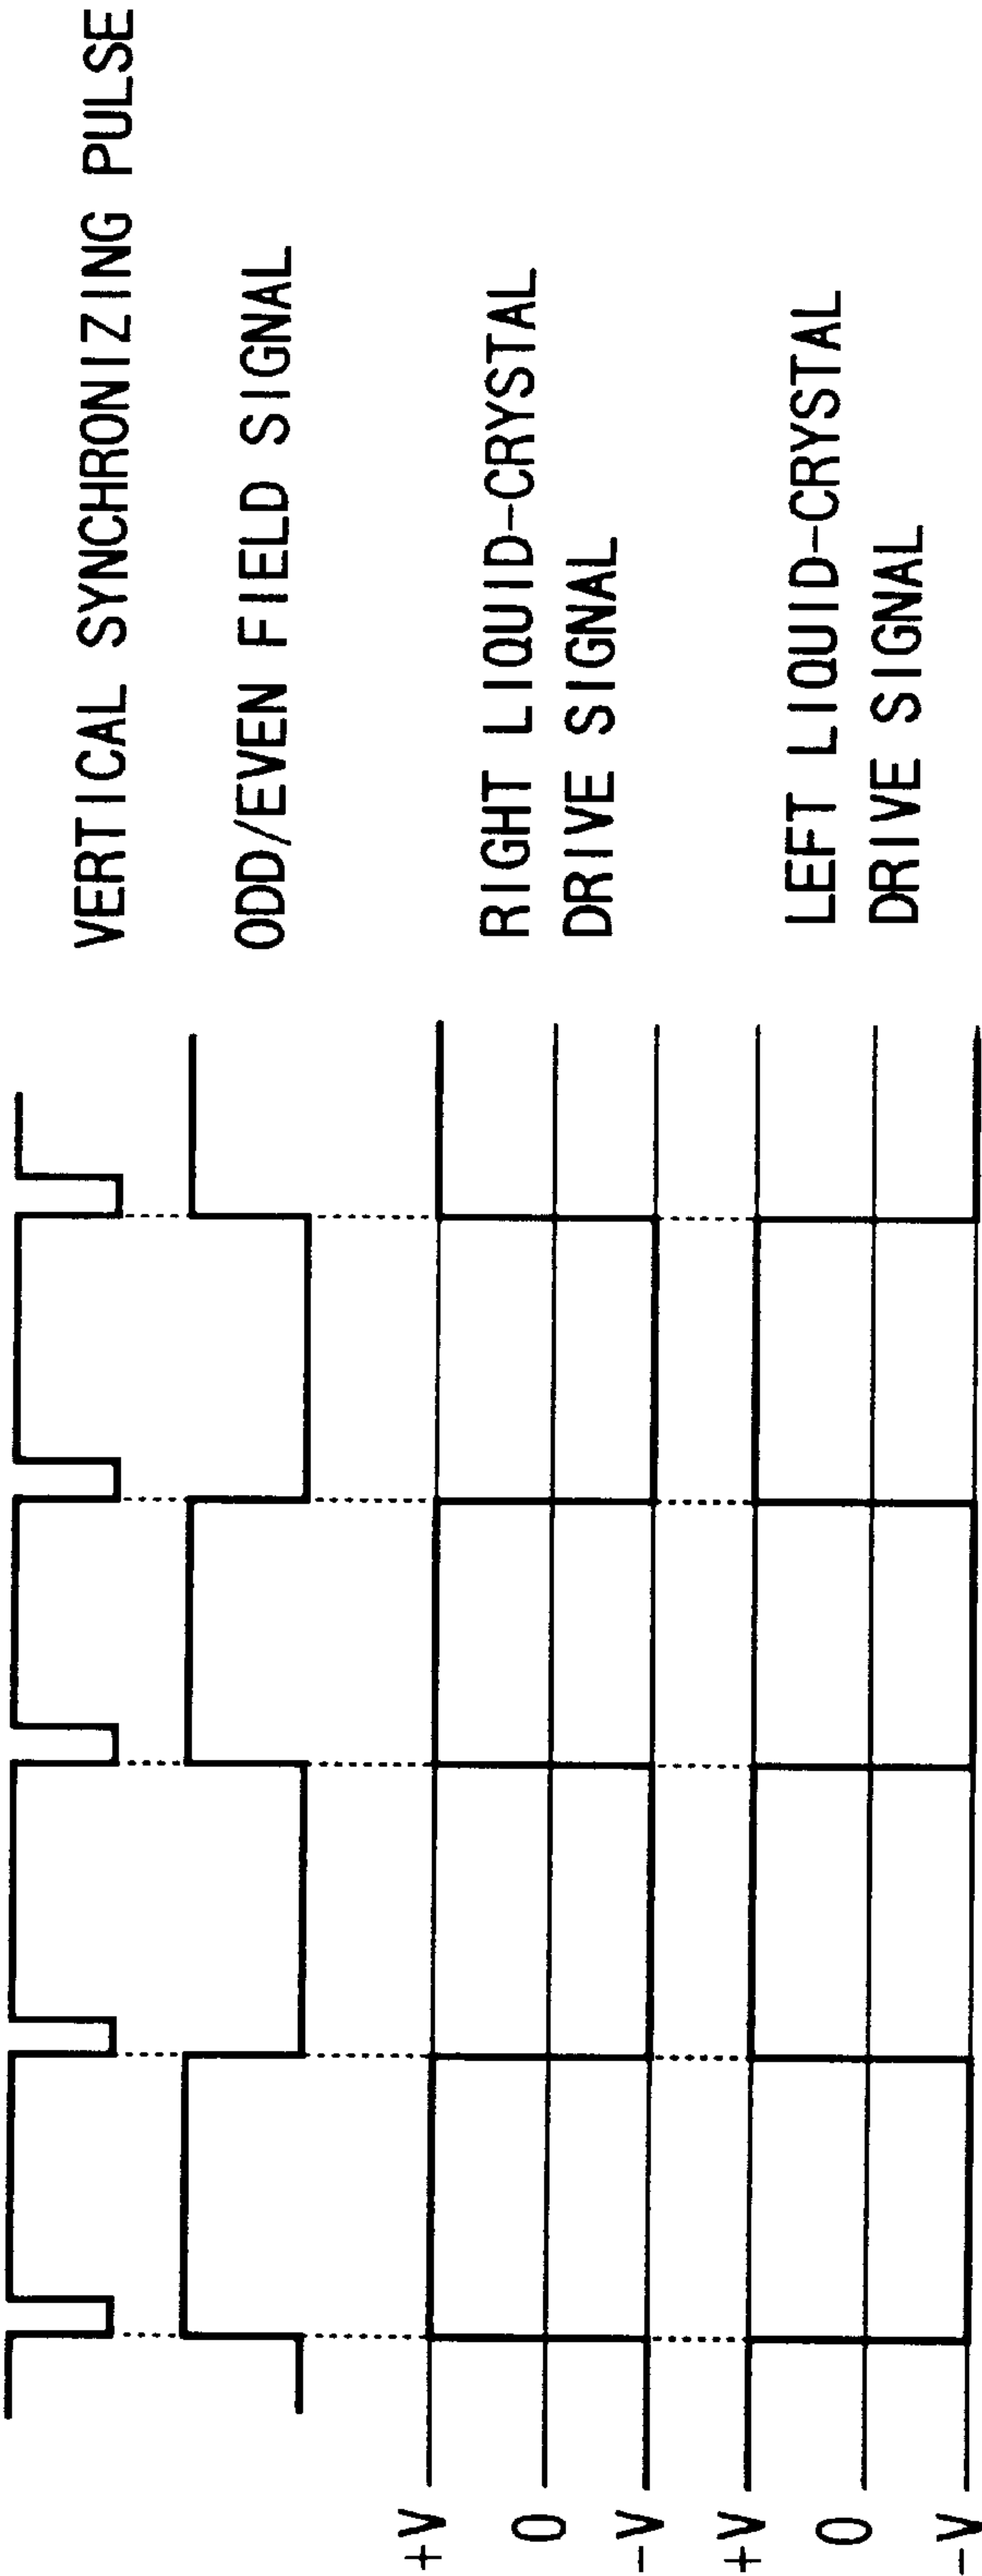 VERTICAL SYNCHRONIZING PULSE
ODD/EVEN FIELD SIGNAL
+V
0
-V
RIGHT LIQUID-CRYSTAL
DRIVE SIGNAL
+V
0
-V
LEFT LIQUID-CRYSTAL
DRIVE SIGNAL